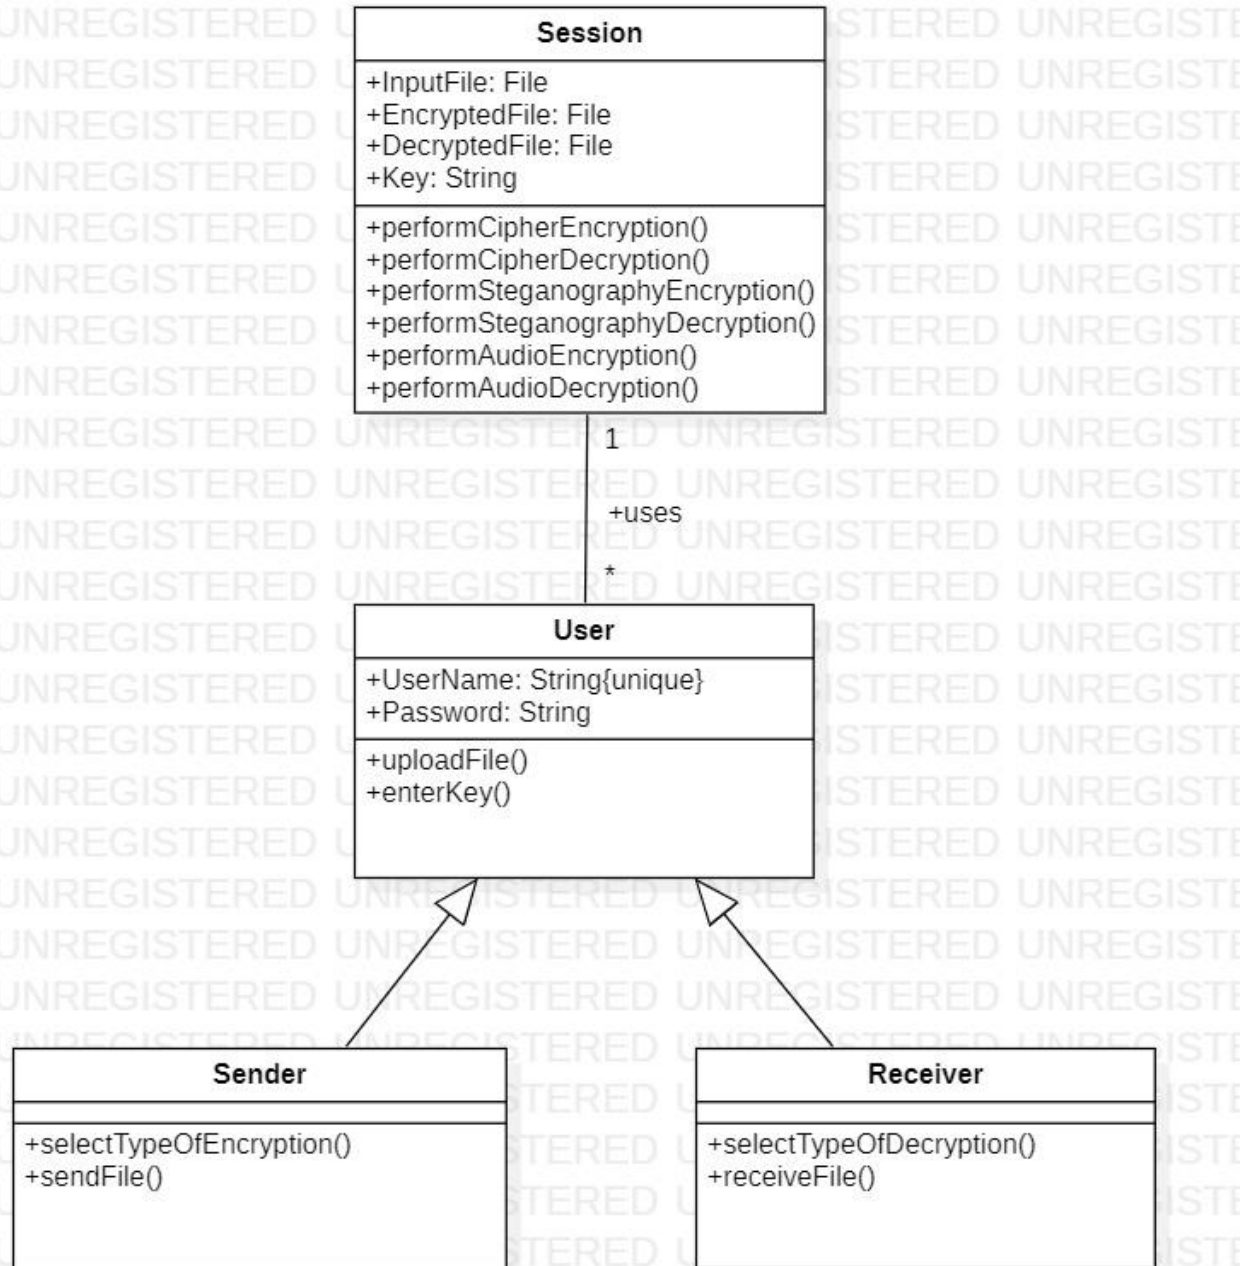 Session
+InputFile: File
+EncryptedFile: File
+DecryptedFile: File
+Key: String
+performCipherEncryption()
+performCipherDecryption()
+performSteganographyEncryption()
+performSteganographyDecryption()
+performAudioEncryption()
+performAudioDecryption()
1
+uses
*
User
+UserName: String{unique}
+Password: String
+uploadFile()
+enterKey()
Sender
+selectTypeOfEncryption()
+sendFile()
Receiver
+selectTypeOfDecryption()
+receiveFile()
UNREGISTERED